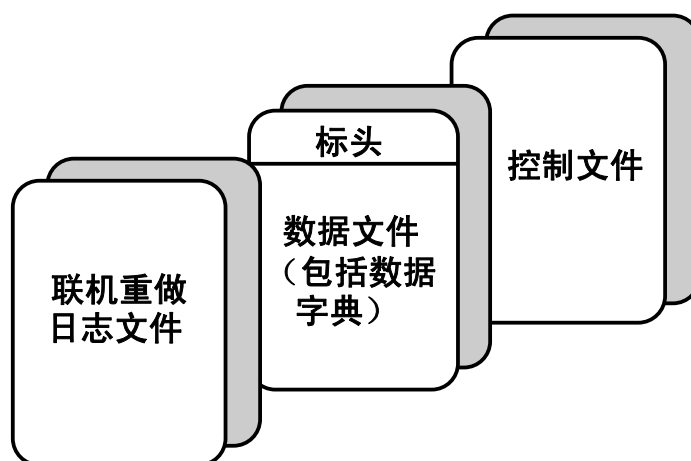 标头
控制文件
数据文件
（包括数据
字典）
联机重做
日志文件